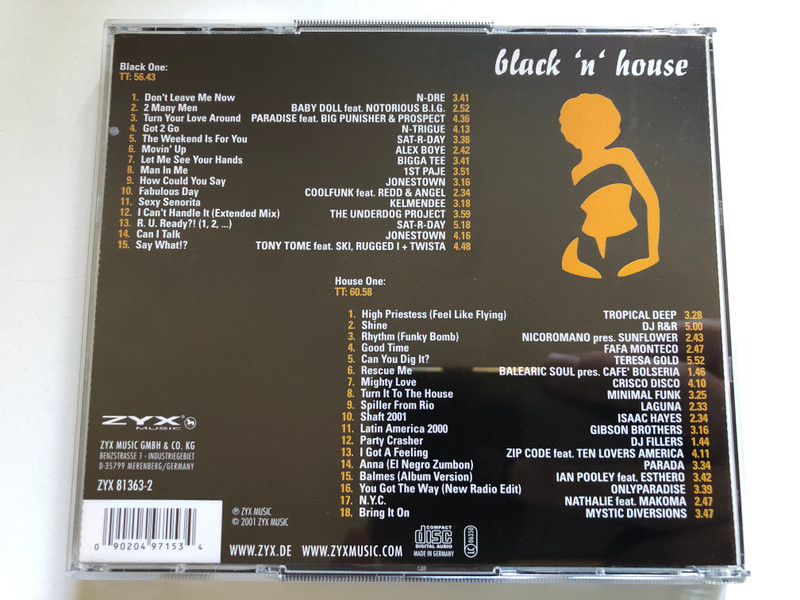 black 'n' house
Black One:
TT: 56.43
1. Don't Leave Me Now N-DRE 3.41
2. 2 Many Men BABY DOLL feat. NOTORIOUS B.I.G. 2.52
3. Turn Your Love Around PARADISE feat. BIG PUNISHER & PROSPECT 4.36
4. Got 2 Go N-TRIGUE 4.13
5. The Weekend Is For You SAT-R-DAY 3.38
6. Movin' Up ALEX BOYE 2.42
7. Let Me See Your Hands BIGGA TEE 3.41
8. Man In Me 1ST PAJE 3.51
9. How Could You Say JONESTOWN 3.16
10. Fabulous Day COOLFUNK feat. REDD & ANGEL 2.34
11. Sexy Senorita KELMENDEE 3.18
12. I Can't Handle It (Extended Mix) THE UNDERDOG PROJECT 3.59
13. R. U. Ready?! (1, 2, ...) SAT-R-DAY 5.18
14. Can I Talk JONESTOWN 4.16
15. Say What!? TONY TOME feat. SKI, RUGGED I + TWISTA 4.48
House One:
TT: 60.58
1. High Priestess (Feel Like Flying) TROPICAL DEEP 3.28
2. Shine DJ R&R 5.00
3. Rhythm (Funky Bomb) NICOROMANO pres. SUNFLOWER 2.43
4. Good Time FAFA MONTECO 2.47
5. Can You Dig It? TERESA GOLD 5.52
6. Rescue Me BALEARIC SOUL pres. CAFE' BOLSERIA 1.46
7. Mighty Love CRISCO DISCO 4.10
8. Turn It To The House MINIMAL FUNK 3.25
9. Spiller From Rio LAGUNA 2.33
10. Shaft 2001 ISAAC HAYES 2.34
11. Latin America 2000 GIBSON BROTHERS 3.16
12. Party Crasher DJ FILLERS 1.44
13. I Got A Feeling ZIP CODE feat. TEN LOVERS AMERICA 4.11
14. Anna (El Negro Zumbon) PARADA 3.34
15. Balmes (Album Version) IAN POOLEY feat. ESTHERO 3.42
16. You Got The Way (New Radio Edit) ONLYPARADISE 3.39
17. N.Y.C. NATHALIE feat. MAKOMA 2.47
18. Bring It On MYSTIC DIVERSIONS 3.47
ZYX
MUSIC
ZYX MUSIC GMBH & CO. KG
BENZSTRASSE 1 - INDUSTRIEGEBIET
D-35799 MERENBERG/GERMANY
ZYX 81363-2
0 90204 97153 4
℗ ZYX MUSIC
© 2001 ZYX MUSIC
WWW.ZYX.DE WWW.ZYXMUSIC.COM
COMPACT
disc
DIGITAL AUDIO
MADE IN GERMANY
LC 06350